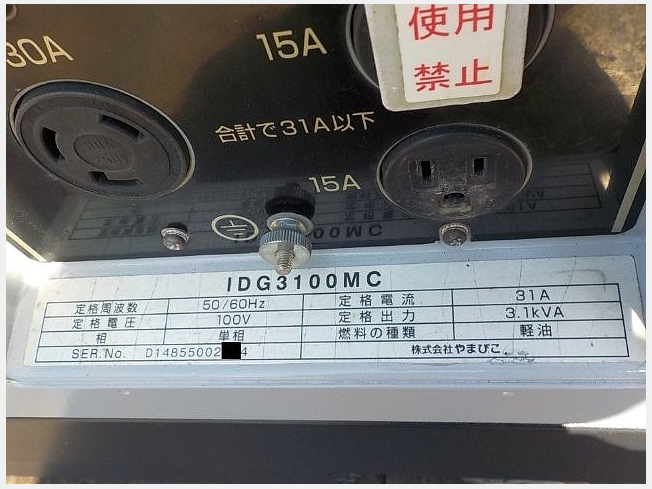 30A
15A
使用
禁止
合計で31A以下
15A
IDG3100MC
定格周波数 50/60Hz 定格電流 31A
定格電圧 100V 定格出力 3.1kVA
相 単相 燃料の種類 軽油
SER.No. D14855002 4 株式会社やまびこ